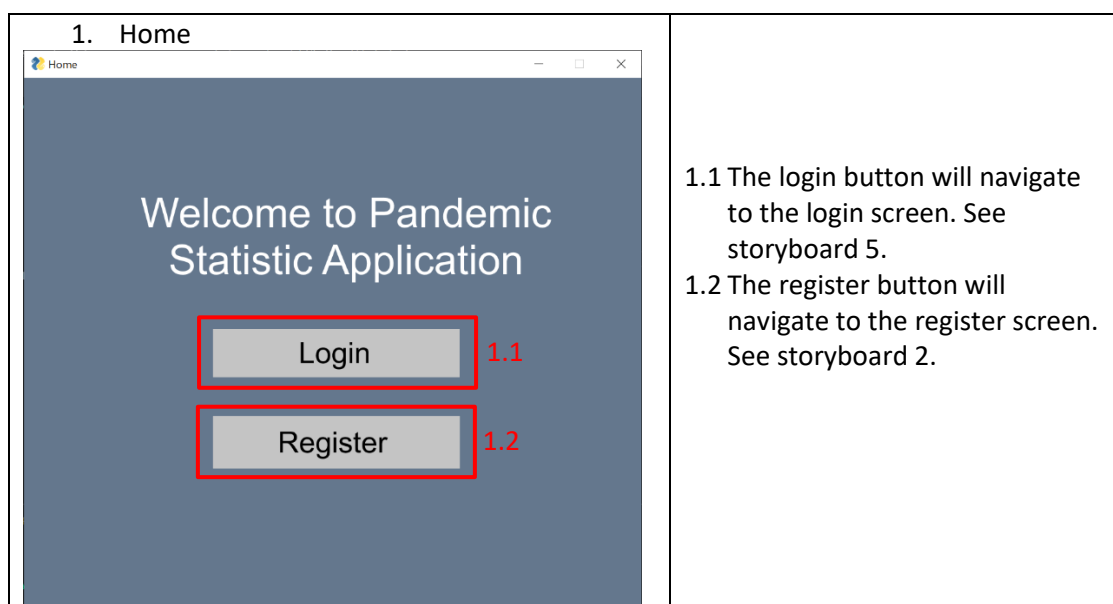 1. Home
Home
Welcome to Pandemic
Statistic Application
Login
1.1
Register
1.2
1.1 The login button will navigate
to the login screen. See
storyboard 5.
1.2 The register button will
navigate to the register screen.
See storyboard 2.